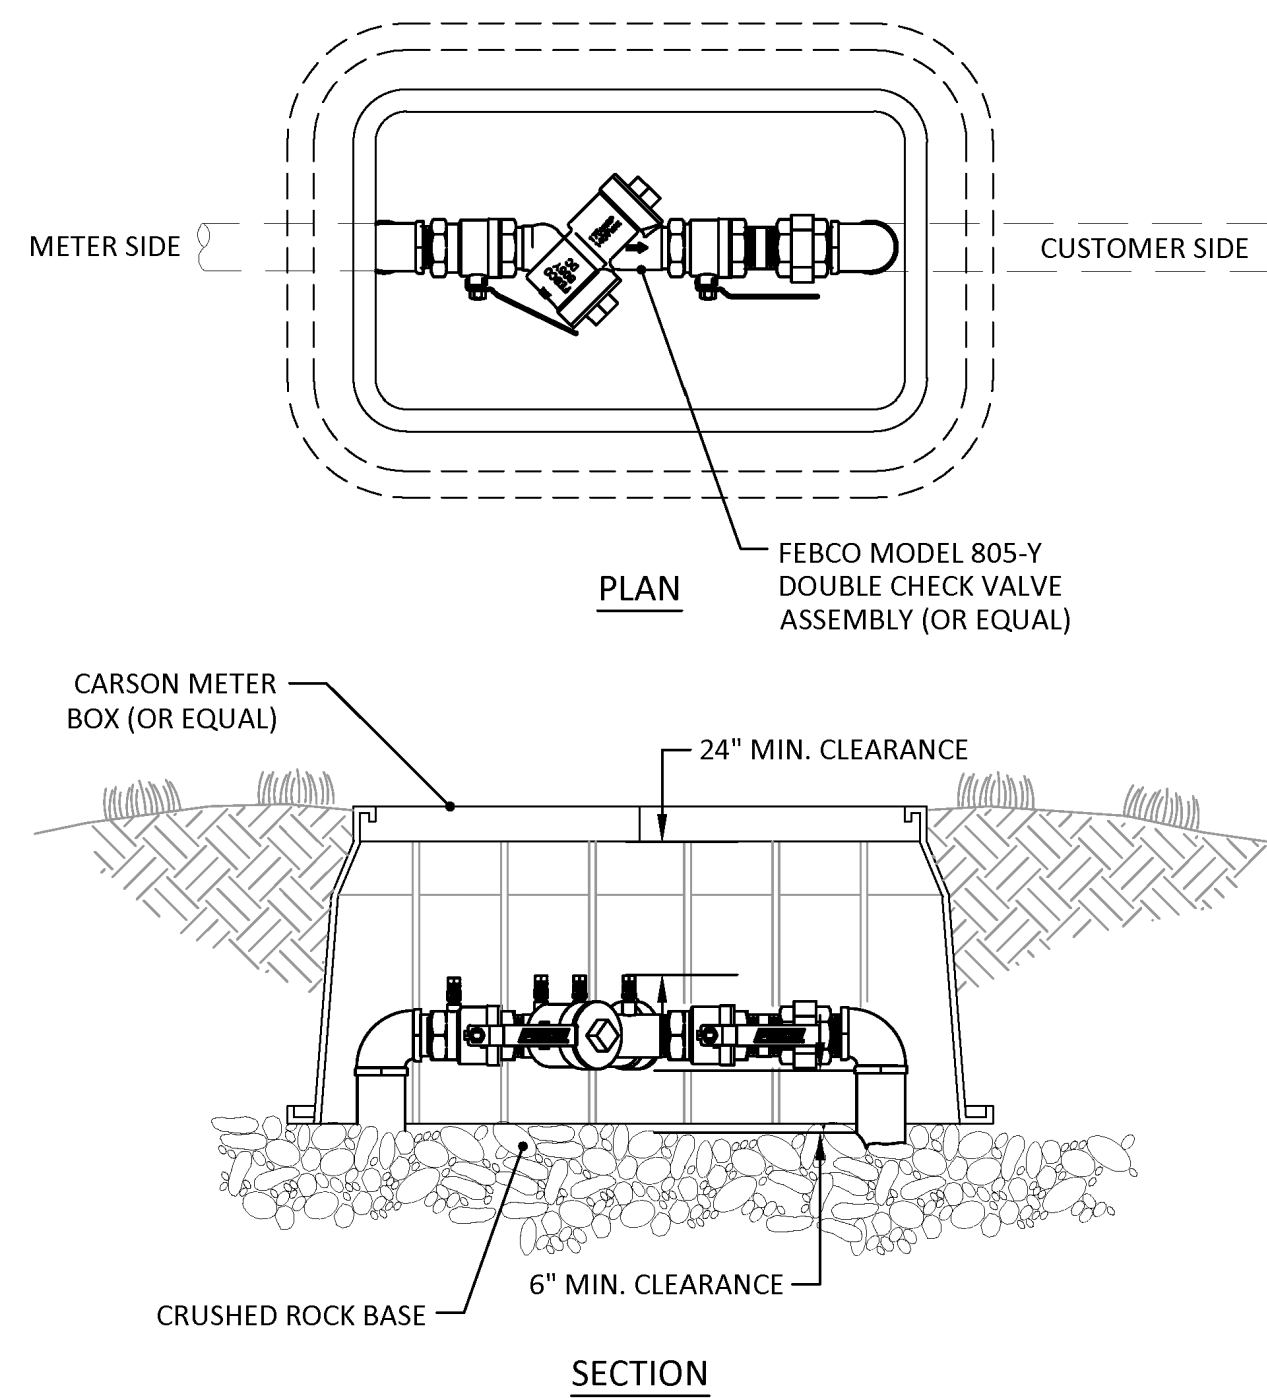 METER SIDE
CUSTOMER SIDE
FEBCO MODEL 805-Y
DOUBLE CHECK VALVE
ASSEMBLY (OR EQUAL)
PLAN
CARSON METER
BOX (OR EQUAL)
24" MIN. CLEARANCE
6" MIN. CLEARANCE
CRUSHED ROCK BASE
SECTION